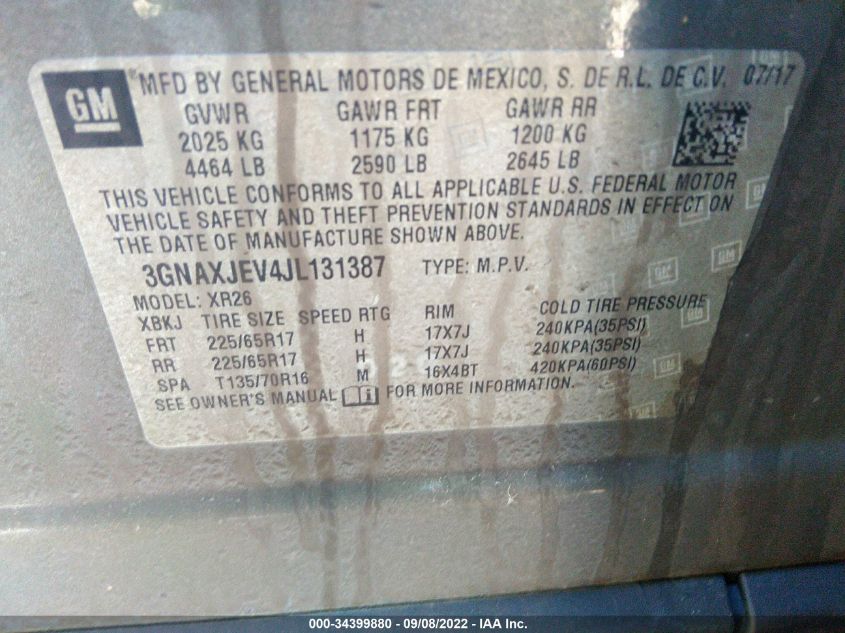 GM
®MFD BY GENERAL MOTORS DE MEXICO, S. DE R.L. DE C.V. 07/17
GVWR GAWR FRT GAWR RR
2025 KG 1175 KG 1200 KG
4464 LB 2590 LB 2645 LB
THIS VEHICLE CONFORMS TO ALL APPLICABLE U.S. FEDERAL MOTOR
VEHICLE SAFETY AND THEFT PREVENTION STANDARDS IN EFFECT ON
THE DATE OF MANUFACTURE SHOWN ABOVE.
3GNAXJEV4JL131387 TYPE: M.P.V.
MODEL: XR26
XBKJ TIRE SIZE SPEED RTG RIM COLD TIRE PRESSURE
FRT 225/65R17 H 17X7J 240KPA(35PSI)
RR 225/65R17 H 17X7J 240KPA(35PSI)
SPA T135/70R16 M 16X4BT 420KPA(60PSI)
SEE OWNER'S MANUAL FOR MORE INFORMATION.
000-34399880 - 09/08/2022 - IAA Inc.